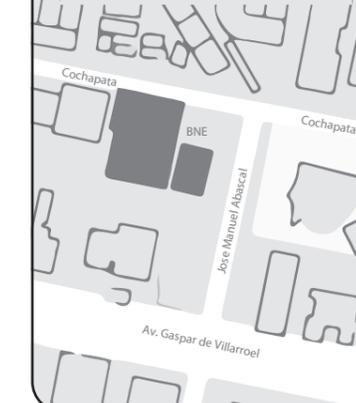 Cochapata
Cochapata
BNE
Jose Manuel Abascal
Av. Gaspar de Villarroel